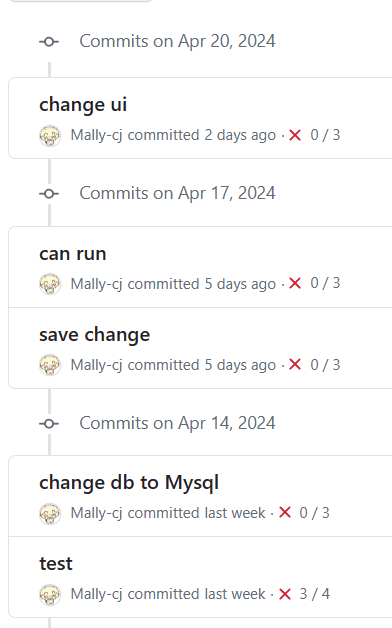 Commits on Apr 20, 2024
change ui
Mally-cj committed 2 days ago · ✕ 0 / 3
Commits on Apr 17, 2024
can run
Mally-cj committed 5 days ago · ✕ 0 / 3
save change
Mally-cj committed 5 days ago · ✕ 0 / 3
Commits on Apr 14, 2024
change db to Mysql
Mally-cj committed last week · ✕ 0 / 3
test
Mally-cj committed last week · ✕ 3 / 4